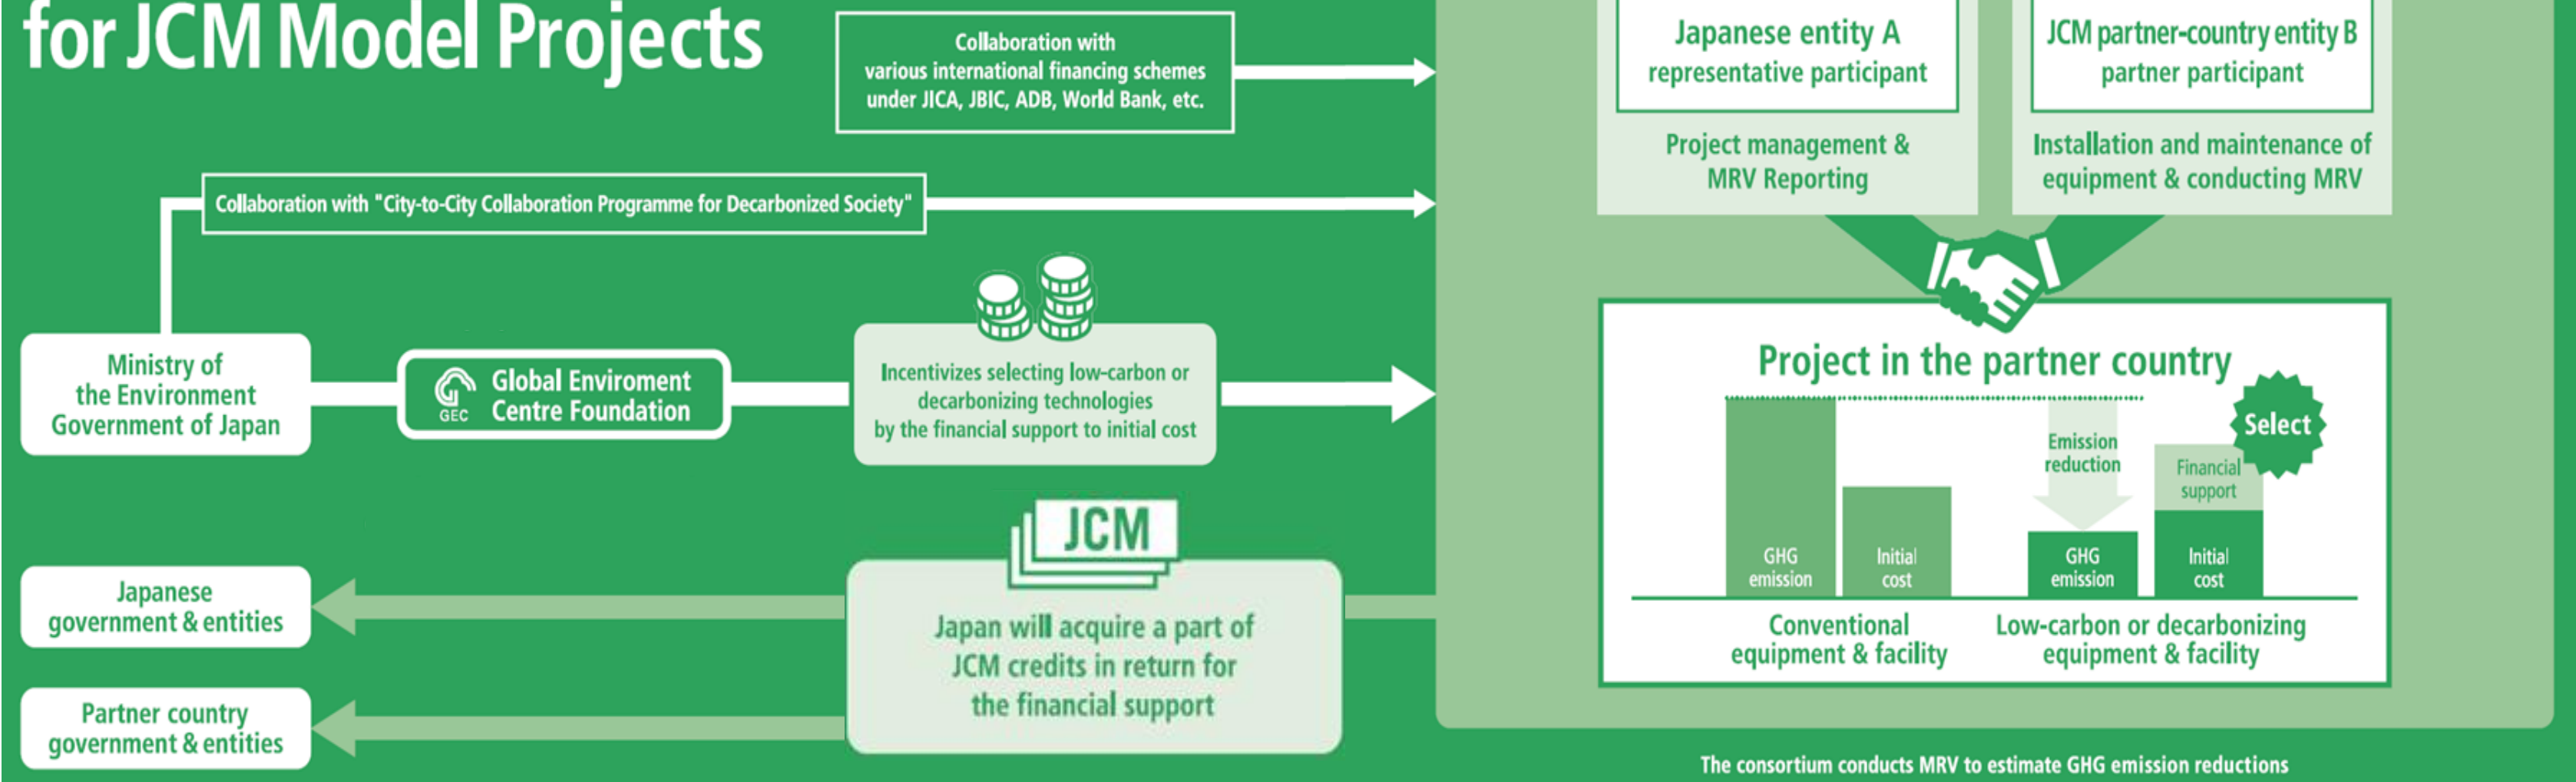 for JCM Model Projects
Collaboration with
various international financing schemes
under JICA, JBIC, ADB, World Bank, etc.
Collaboration with "City-to-City Collaboration Programme for Decarbonized Society"
Ministry of
the Environment
Government of Japan
GEC
Global Enviroment
Centre Foundation
Incentivizes selecting low-carbon or
decarbonizing technologies
by the financial support to initial cost
JCM
Japan will acquire a part of
JCM credits in return for
the financial support
Japanese
government & entities
Partner country
government & entities
Japanese entity A
representative participant
Project management &
MRV Reporting
JCM partner-country entity B
partner participant
Installation and maintenance of
equipment & conducting MRV
Project in the partner country
Select
Emission
reduction
Financial
support
GHG
emission
Initial
cost
GHG
emission
Initial
cost
Conventional
equipment & facility
Low-carbon or decarbonizing
equipment & facility
The consortium conducts MRV to estimate GHG emission reductions